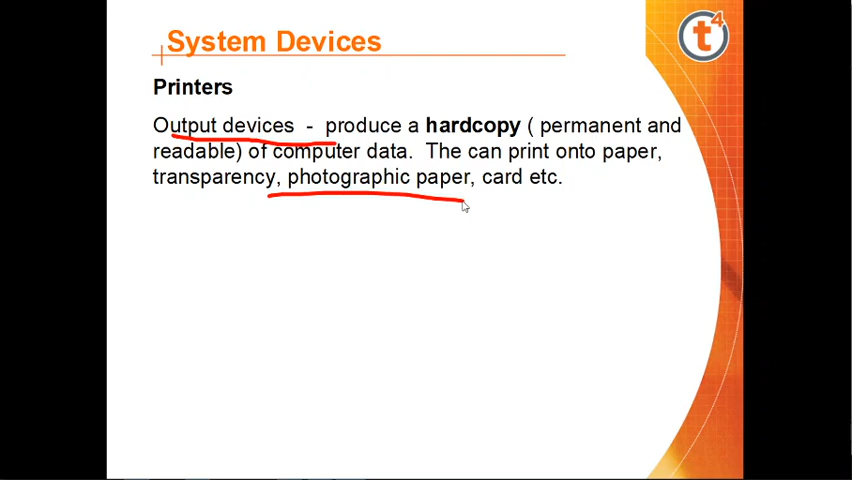 System Devices
t4
Printers
Output devices - produce a hardcopy ( permanent and
readable) of computer data. The can print onto paper,
transparency, photographic paper, card etc.